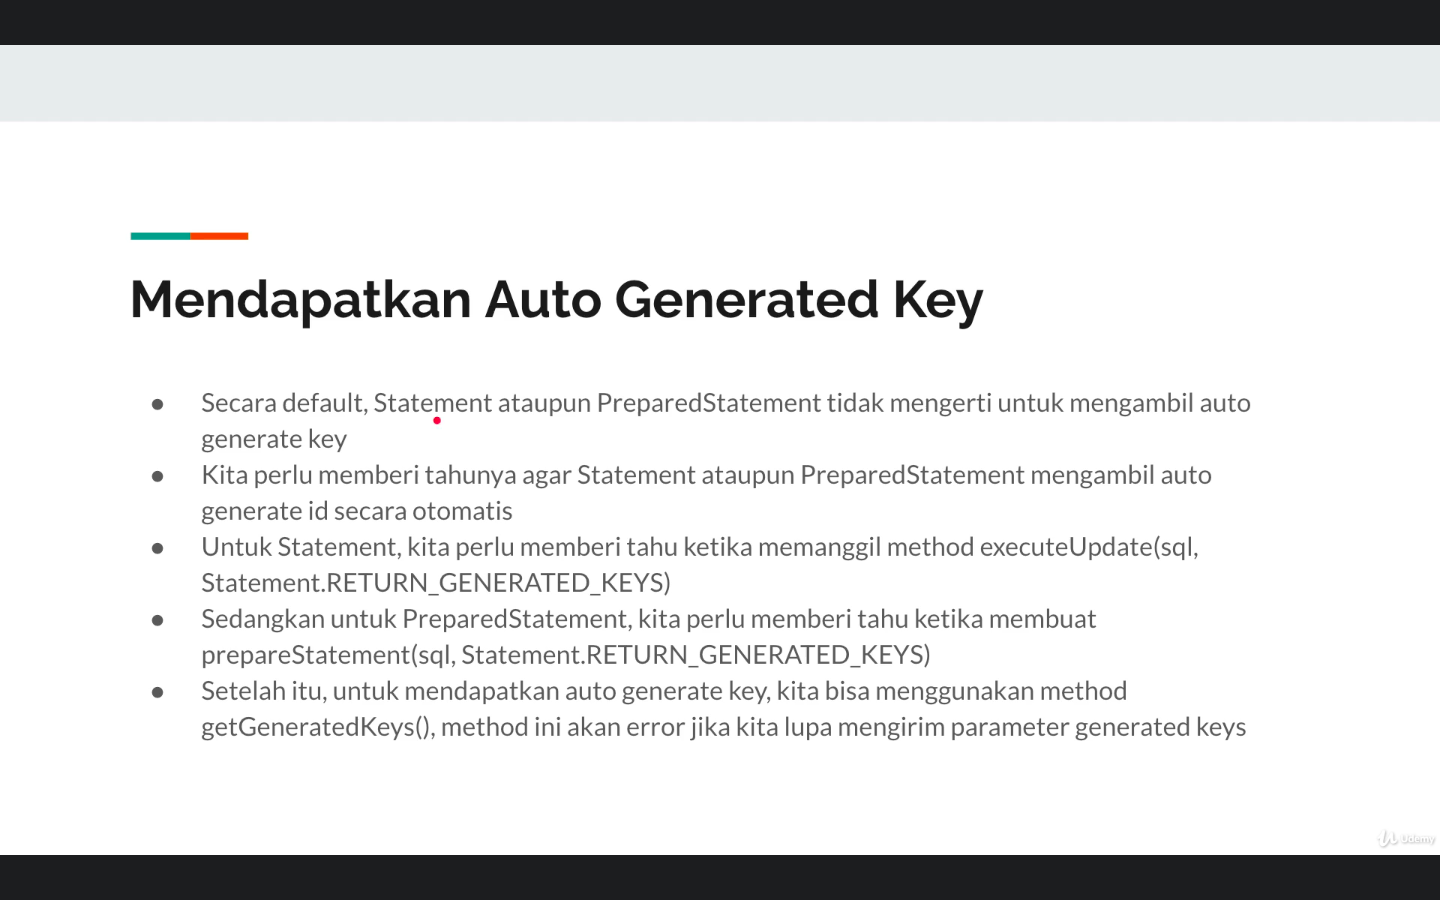 Mendapatkan Auto Generated Key
● Secara default, Statement ataupun PreparedStatement tidak mengerti untuk mengambil auto
generate key
● Kita perlu memberi tahunya agar Statement ataupun PreparedStatement mengambil auto
generate id secara otomatis
● Untuk Statement, kita perlu memberi tahu ketika memanggil method executeUpdate(sql,
Statement.RETURN_GENERATED_KEYS)
● Sedangkan untuk PreparedStatement, kita perlu memberi tahu ketika membuat
prepareStatement(sql, Statement.RETURN_GENERATED_KEYS)
● Setelah itu, untuk mendapatkan auto generate key, kita bisa menggunakan method
getGeneratedKeys(), method ini akan error jika kita lupa mengirim parameter generated keys
Udemy